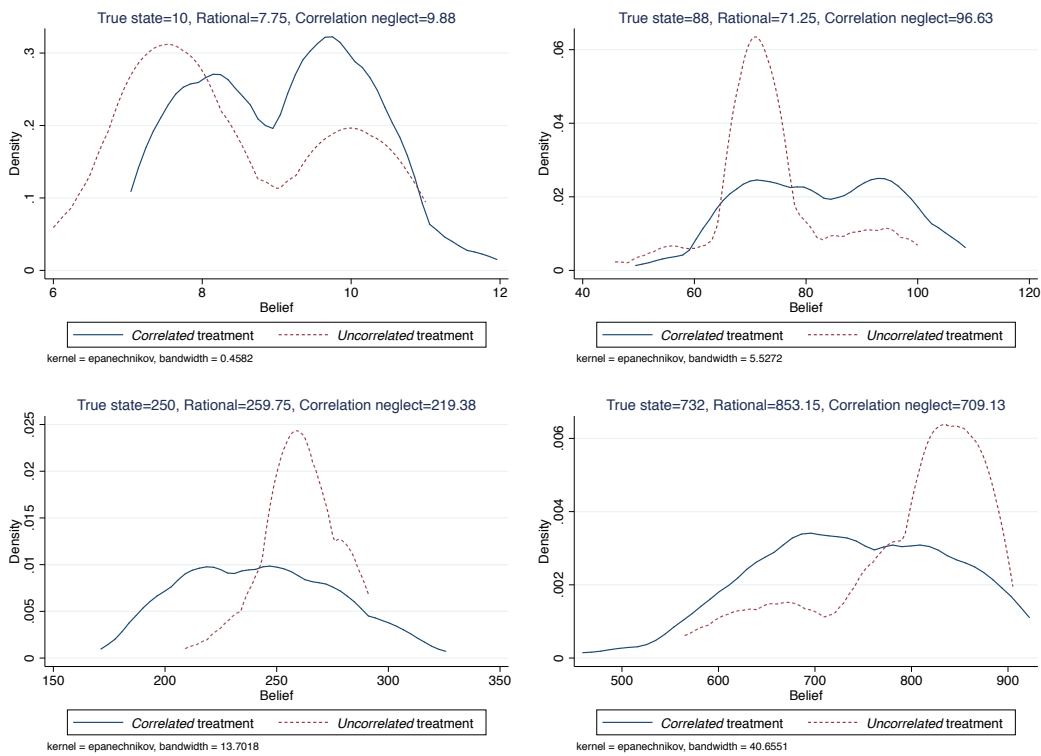 True state=10, Rational=7.75, Correlation neglect=9.88
Density
0 .1 .2 .3
6 8 10 12
Belief
Correlated treatment Uncorrelated treatment
kernel = epanechnikov, bandwidth = 0.4582
True state=88, Rational=71.25, Correlation neglect=96.63
Density
0 .02 .04 .06
40 60 80 100 120
Belief
Correlated treatment Uncorrelated treatment
kernel = epanechnikov, bandwidth = 5.5272
True state=250, Rational=259.75, Correlation neglect=219.38
Density
0 .005 .01 .015 .02 .025
150 200 250 300 350
Belief
Correlated treatment Uncorrelated treatment
kernel = epanechnikov, bandwidth = 13.7018
True state=732, Rational=853.15, Correlation neglect=709.13
Density
0 .002 .004 .006
500 600 700 800 900
Belief
Correlated treatment Uncorrelated treatment
kernel = epanechnikov, bandwidth = 40.6551